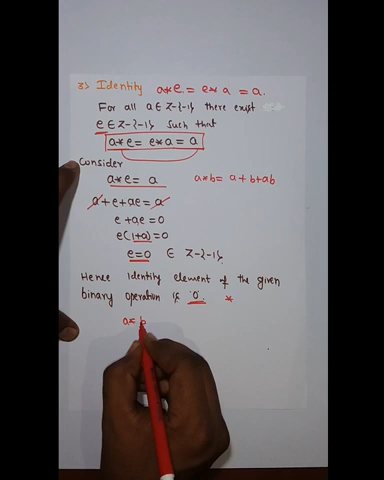 3) Identity a*e = e*a = a.
For all a ∈ Z-{-1} there exist
e ∈ Z-{-1} such that
a*e = e*a = a
Consider
a*e = a
a*b = a+b+ab
a+e+ae = a
e+ae = 0
e(1+a) = 0
e=0 ∈ Z-{-1}
Hence Identity element of the given
binary operation is '0'. *
a* b